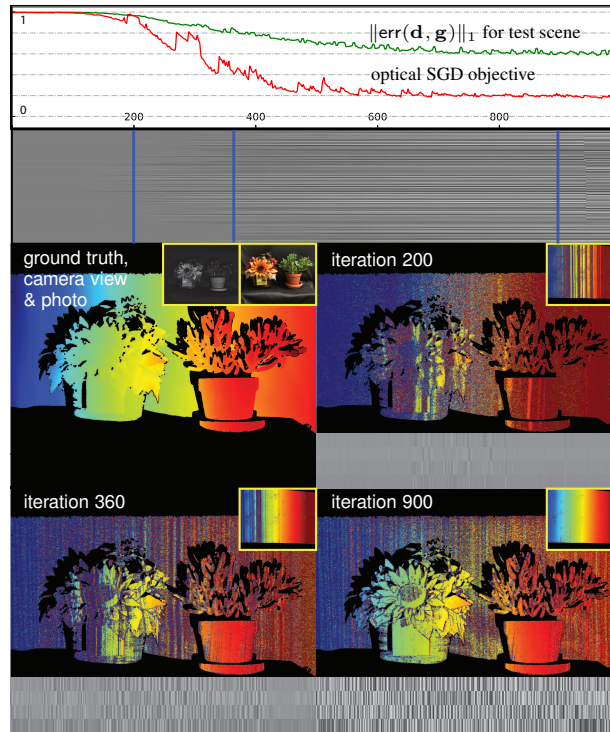 1
‖err(d, g)‖₁ for test scene
optical SGD objective
0
200
400
600
800
ground truth,
camera view
& photo
iteration 200
iteration 360
iteration 900